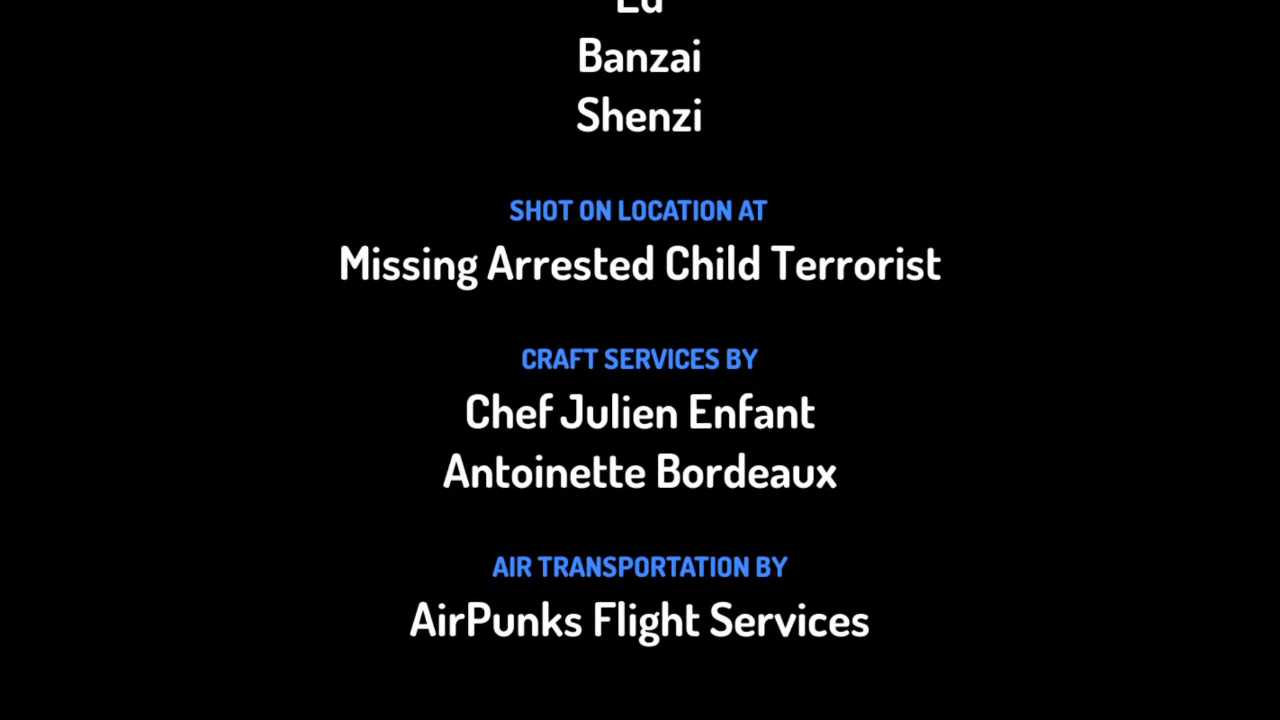 Ed
Banzai
Shenzi
SHOT ON LOCATION AT
Missing Arrested Child Terrorist
CRAFT SERVICES BY
Chef Julien Enfant
Antoinette Bordeaux
AIR TRANSPORTATION BY
AirPunks Flight Services